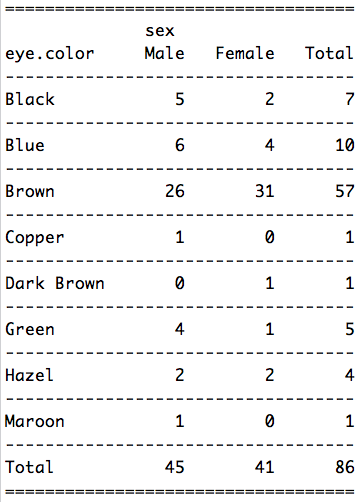 ===================================
sex
eye.color Male Female Total
-----------------------------------
Black 5 2 7
-----------------------------------
Blue 6 4 10
-----------------------------------
Brown 26 31 57
-----------------------------------
Copper 1 0 1
-----------------------------------
Dark Brown 0 1 1
-----------------------------------
Green 4 1 5
-----------------------------------
Hazel 2 2 4
-----------------------------------
Maroon 1 0 1
-----------------------------------
Total 45 41 86
===================================